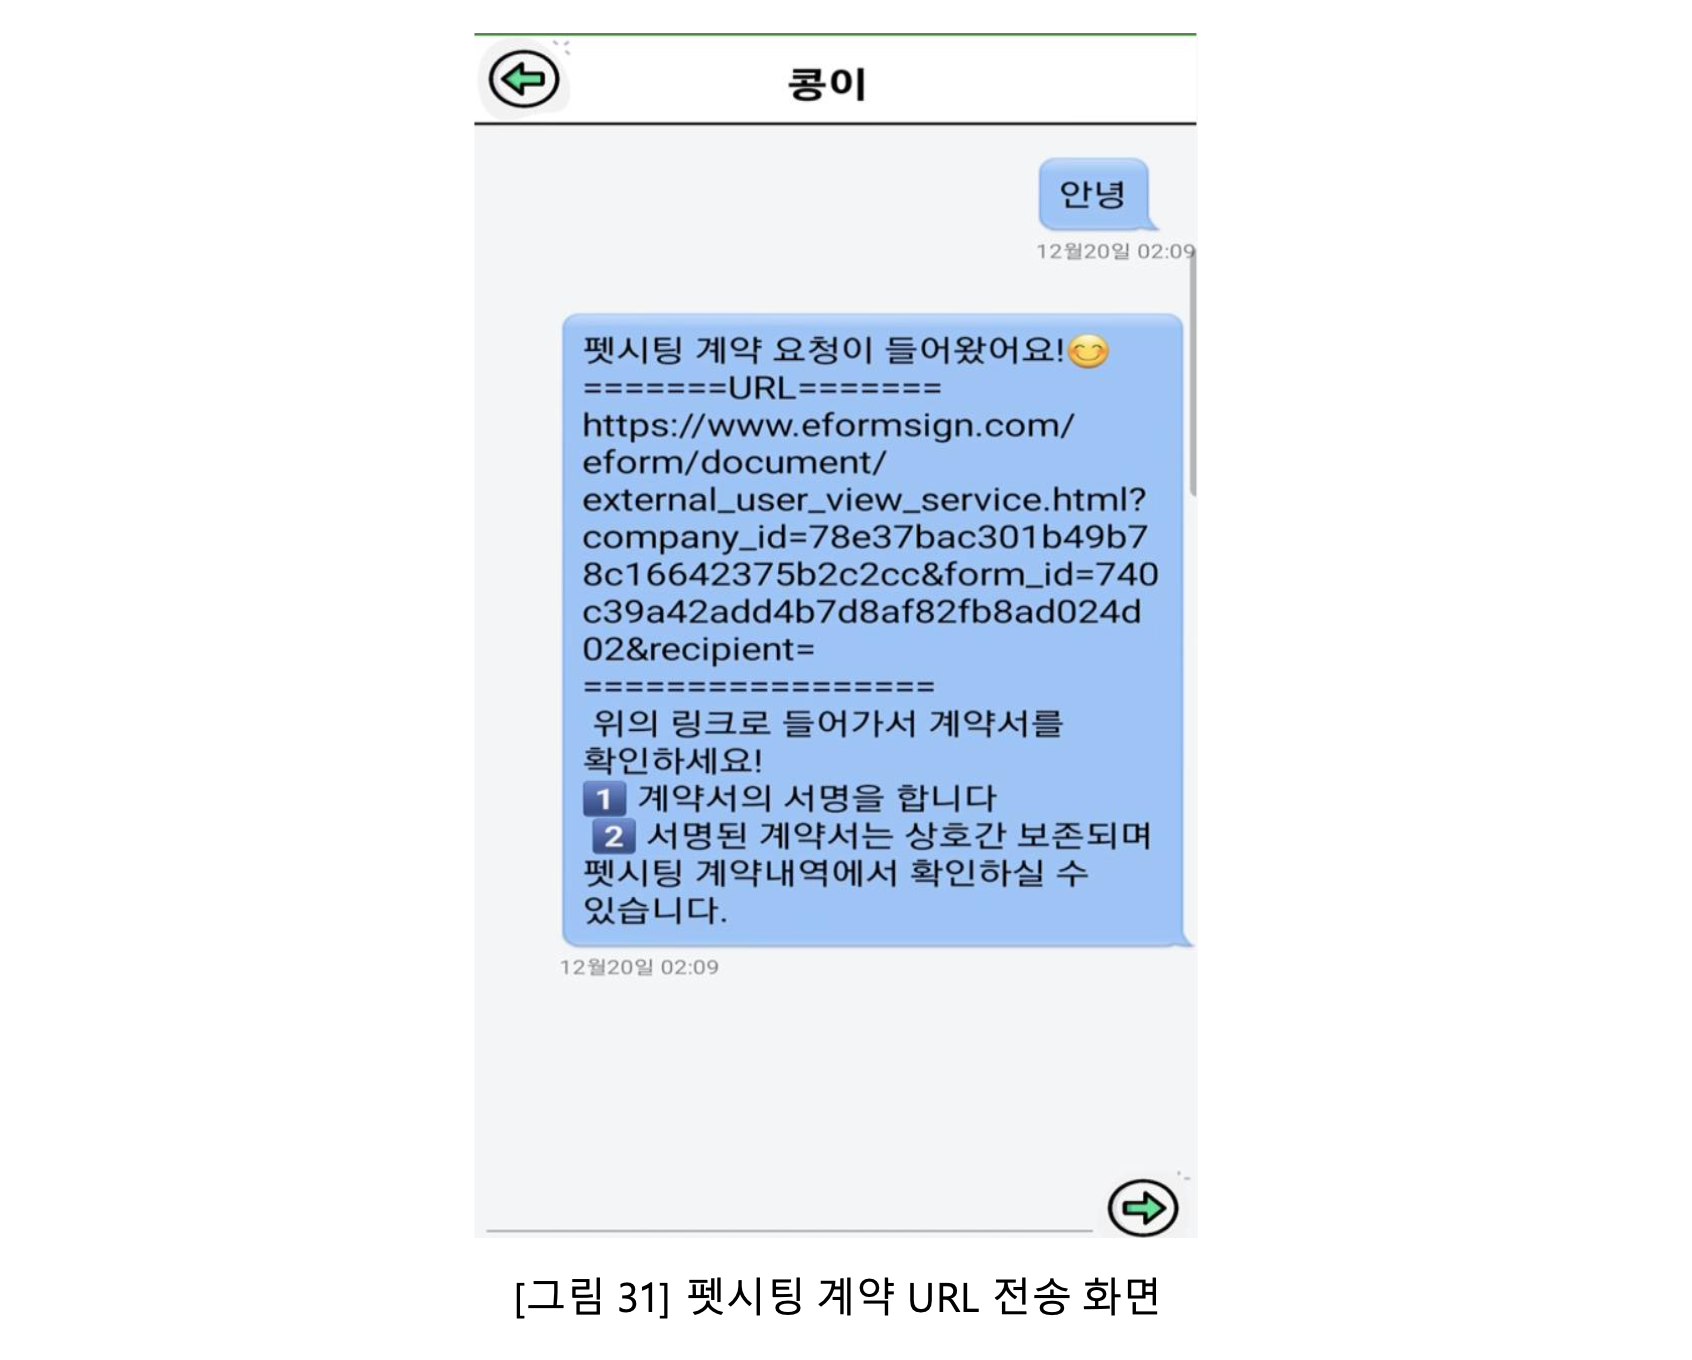 콩이
안녕
12월20일 02:09
펫시팅 계약 요청이 들어왔어요!😊
=======URL=======
https://www.eformsign.com/
eform/document/
external_user_view_service.html?
company_id=78e37bac301b49b7
8c16642375b2c2cc&form_id=740
c39a42add4b7d8af82fb8ad024d
02&recipient=
=================
위의 링크로 들어가서 계약서를
확인하세요!
1️⃣ 계약서의 서명을 합니다
2️⃣ 서명된 계약서는 상호간 보존되며
펫시팅 계약내역에서 확인하실 수
있습니다.
12월20일 02:09
[그림 31] 펫시팅 계약 URL 전송 화면